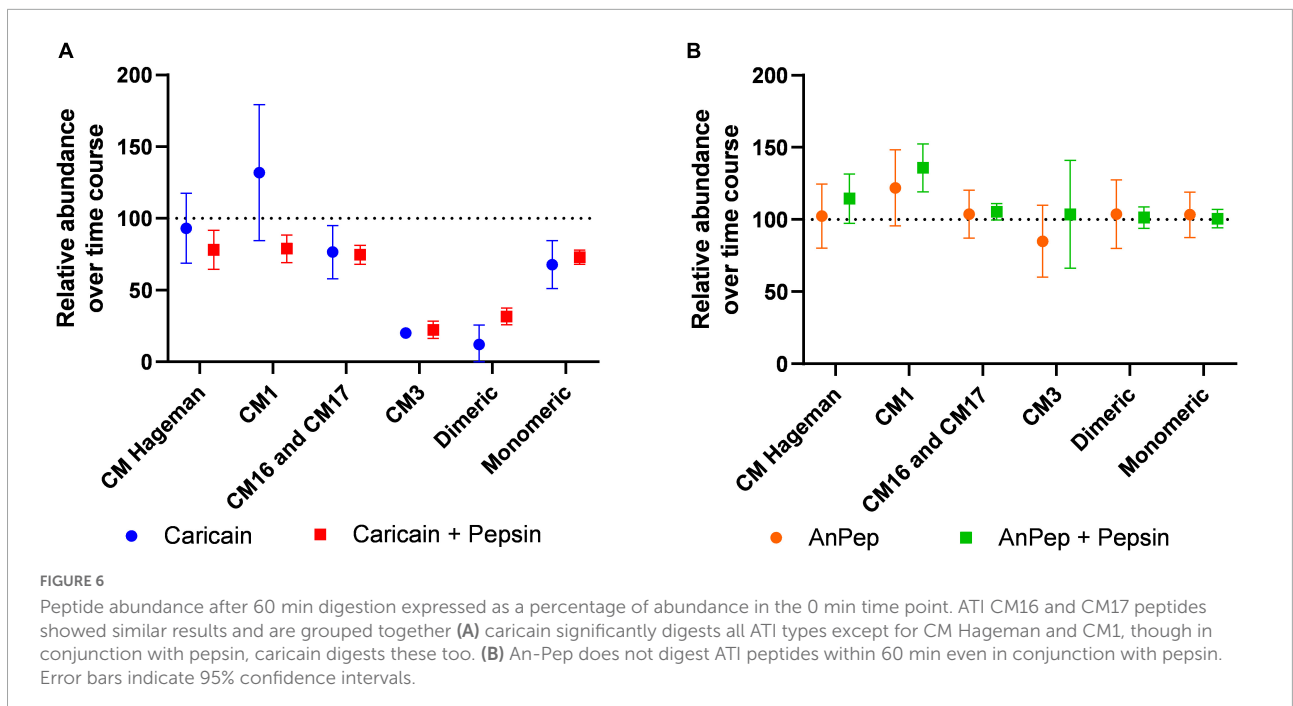 A
Relative abundance
over time course
200
150
100
50
0
CM Hageman
CM1
CM16 and CM17
CM3
Dimeric
Monomeric
Caricain
Caricain + Pepsin
B
Relative abundance
over time course
200
150
100
50
0
CM Hageman
CM1
CM16 and CM17
CM3
Dimeric
Monomeric
AnPep
AnPep + Pepsin
FIGURE 6
Peptide abundance after 60 min digestion expressed as a percentage of abundance in the 0 min time point. ATI CM16 and CM17 peptides
showed similar results and are grouped together (A) caricain significantly digests all ATI types except for CM Hageman and CM1, though in
conjunction with pepsin, caricain digests these too. (B) An-Pep does not digest ATI peptides within 60 min even in conjunction with pepsin.
Error bars indicate 95% confidence intervals.